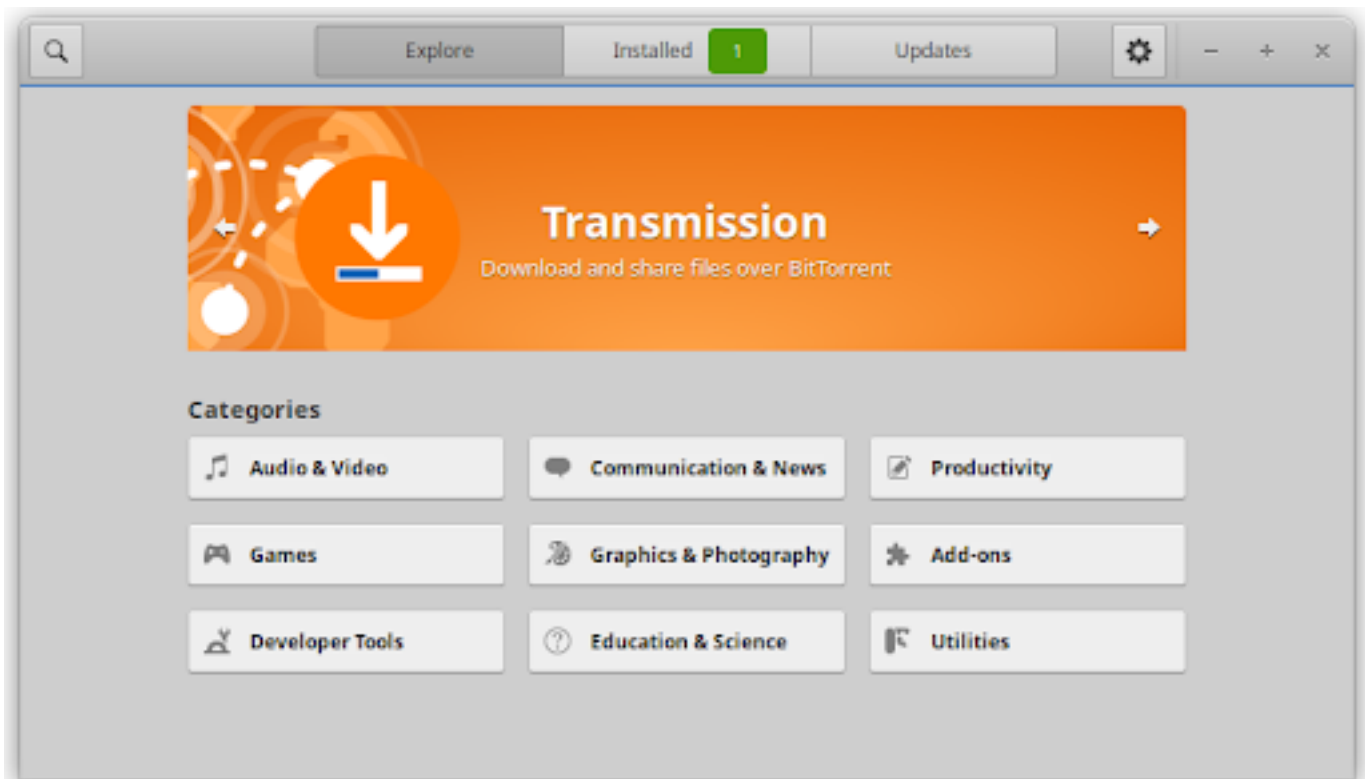 Explore
Installed 1
Updates
Transmission
Download and share files over BitTorrent
Categories
Audio & Video
Communication & News
Productivity
Games
Graphics & Photography
Add-ons
Developer Tools
Education & Science
Utilities